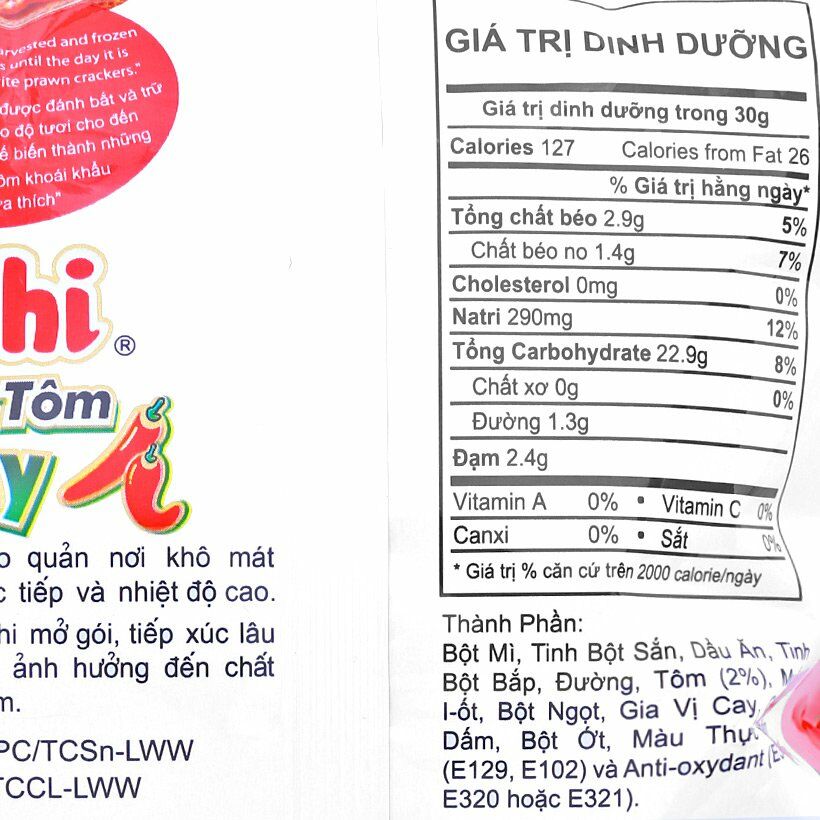 arvested and frozen
s until the day it is
ite prawn crackers."
được đánh bất và trữ
o độ tươi cho đến
ế biến thành những
ôm khoái khẩu
a thích"
hi ®
Tôm
y
o quản nơi khô mát
c tiếp và nhiệt độ cao.
hi mở gói, tiếp xúc lâu
ảnh hưởng đến chất
m.
PC/TCSn-LWW
TCCL-LWW
GIÁ TRỊ DINH DƯỠNG
Giá trị dinh dưỡng trong 30g
Calories 127 Calories from Fat 26
% Giá trị hằng ngày*
Tổng chất béo 2.9g 5%
Chất béo no 1.4g 7%
Cholesterol 0mg 0%
Natri 290mg 12%
Tổng Carbohydrate 22.9g 8%
Chất xơ 0g 0%
Đường 1.3g
Đạm 2.4g
Vitamin A 0% • Vitamin C 0%
Canxi 0% • Sắt 0%
* Giá trị % căn cứ trên 2000 calorie/ngày
Thành Phần:
Bột Mì, Tinh Bột Sắn, Dầu Ăn, Tinh
Bột Bắp, Đường, Tôm (2%),
I-ốt, Bột Ngọt, Gia Vị Cay,
Dấm, Bột Ớt, Màu Thực
(E129, E102) và Anti-oxydant
E320 hoặc E321).